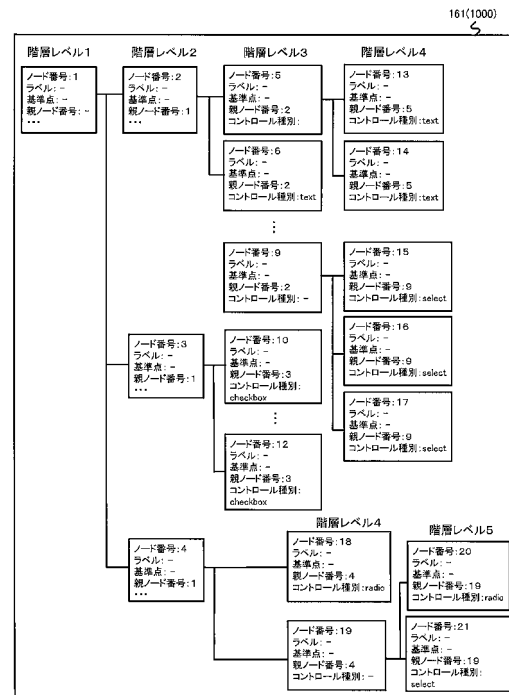 161(1000)
階層レベル1
階層レベル2
階層レベル3
階層レベル4
ノード番号:1
ラベル: -
基準点: -
親ノード番号: -
…
ノード番号:2
ラベル: -
基準点: -
親ノード番号:1
…
ノード番号:5
ラベル: -
基準点: -
親ノード番号:2
コントロール種別:
ノード番号:13
ラベル: -
基準点: -
親ノード番号:5
コントロール種別:text
ノード番号:6
ラベル: -
基準点: -
親ノード番号:2
コントロール種別:text
ノード番号:14
ラベル: -
基準点: -
親ノード番号:5
コントロール種別:text
⋮
ノード番号:9
ラベル: -
基準点: -
親ノード番号:2
コントロール種別: -
ノード番号:15
ラベル: -
基準点: -
親ノード番号:9
コントロール種別:select
ノード番号:3
ラベル: -
基準点: -
親ノード番号:1
…
ノード番号:10
ラベル: -
基準点: -
親ノード番号:3
コントロール種別:
checkbox
ノード番号:16
ラベル: -
基準点: -
親ノード番号:9
コントロール種別:select
⋮
ノード番号:17
ラベル: -
基準点: -
親ノード番号:9
コントロール種別:select
ノード番号:12
ラベル: -
基準点: -
親ノード番号:3
コントロール種別:
checkbox
階層レベル4
階層レベル5
ノード番号:4
ラベル: -
基準点: -
親ノード番号:1
…
ノード番号:18
ラベル: -
基準点: -
親ノード番号:4
コントロール種別:radio
ノード番号:20
ラベル: -
基準点: -
親ノード番号:19
コントロール種別:radio
ノード番号:19
ラベル: -
基準点: -
親ノード番号:4
コントロール種別: -
ノード番号:21
ラベル: -
基準点: -
親ノード番号:19
コントロール種別:
select